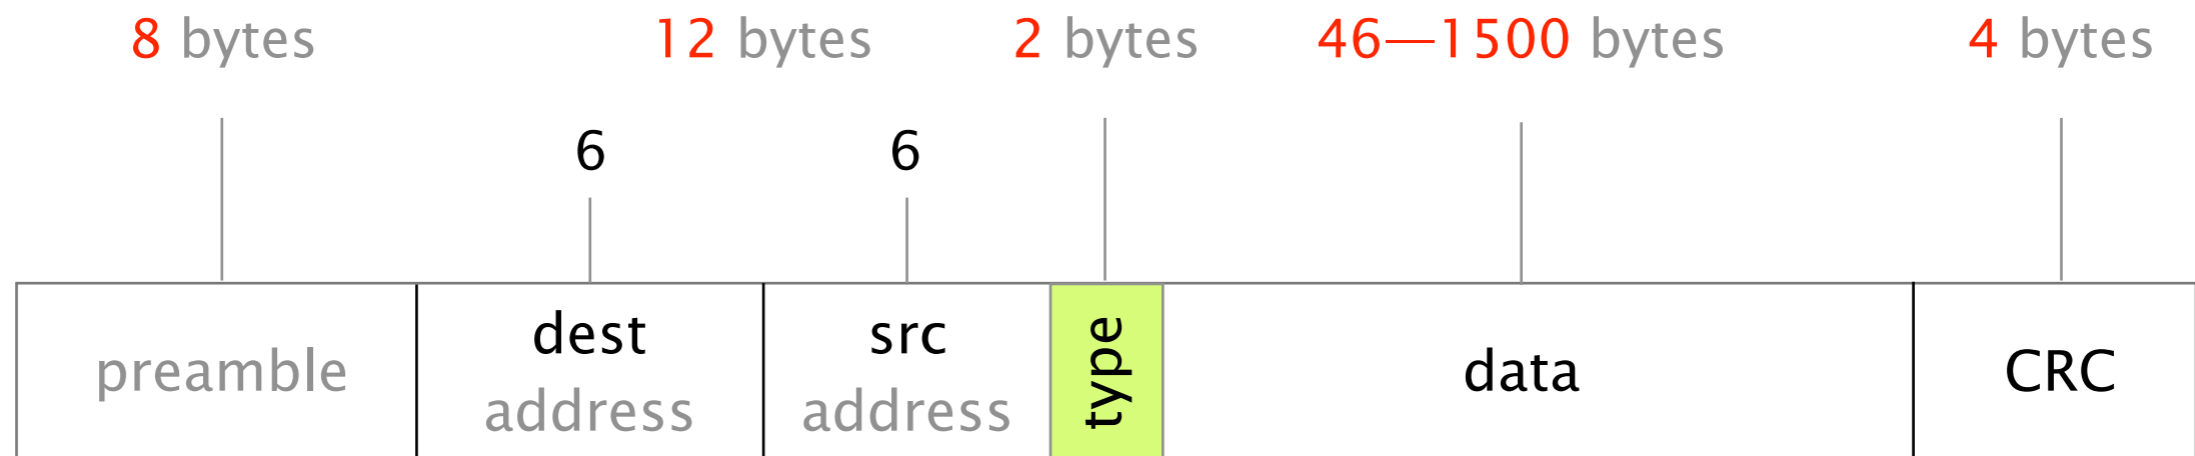 8 bytes 12 bytes 2 bytes 46—1500 bytes 4 bytes
6 6
preamble
dest
address
src
address
type
data
CRC